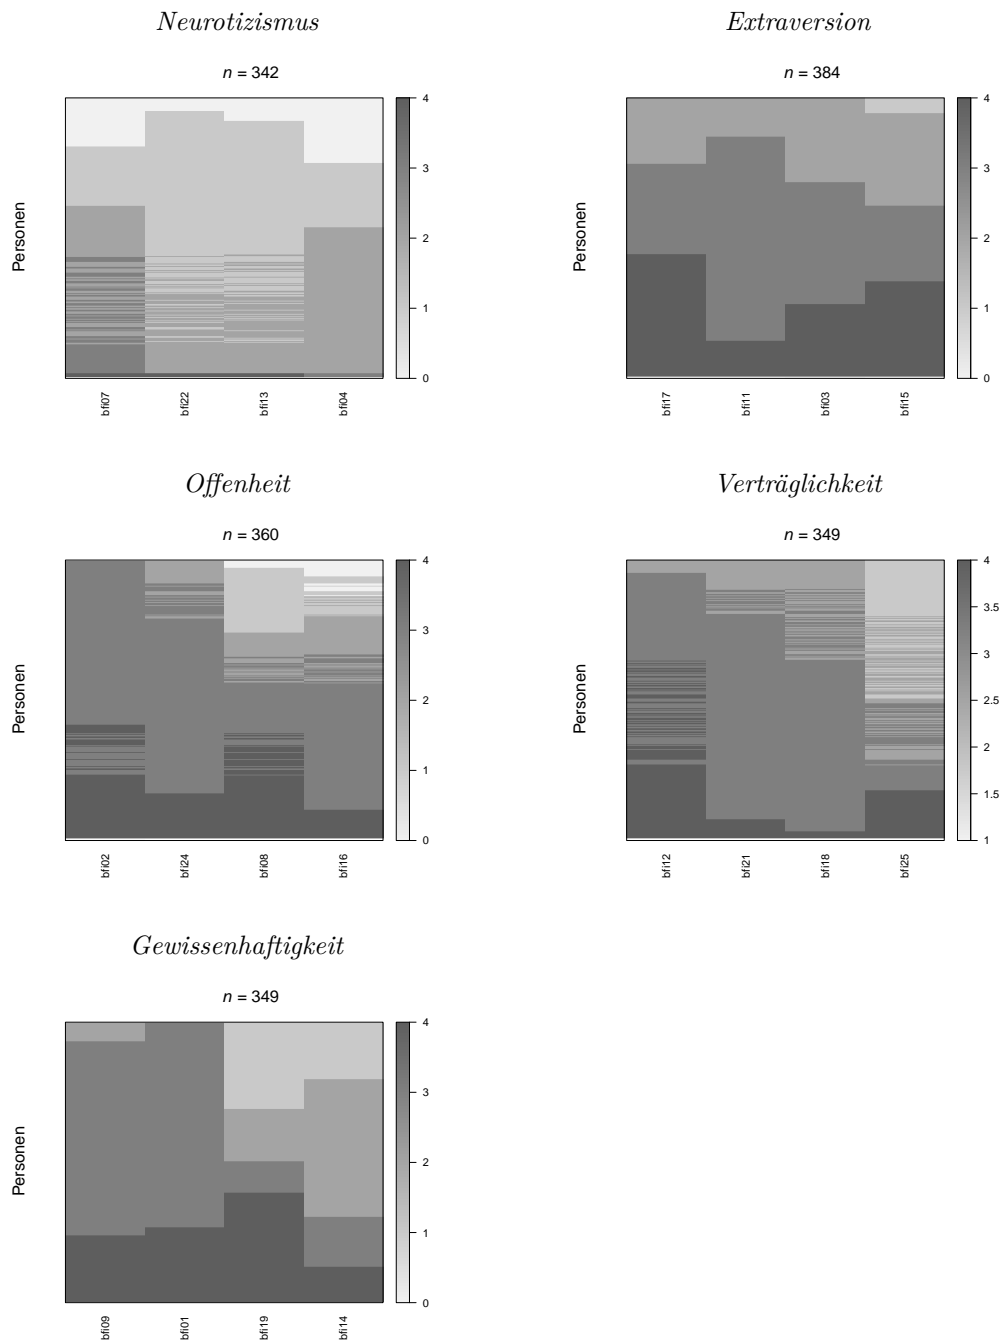 Neurotizismus
n = 342
Personen
4
3
2
1
0
bfi07 bfi22 bfi13 bfi04
Extraversion
n = 384
Personen
4
3
2
1
0
bfi17 bfi11 bfi03 bfi15
Offenheit
n = 360
Personen
4
3
2
1
0
bfi02 bfi24 bfi08 bfi16
Verträglichkeit
n = 349
Personen
4
3.5
3
2.5
2
1.5
1
bfi12 bfi21 bfi18 bfi25
Gewissenhaftigkeit
n = 349
Personen
4
3
2
1
0
bfi09 bfi01 bfi19 bfi14